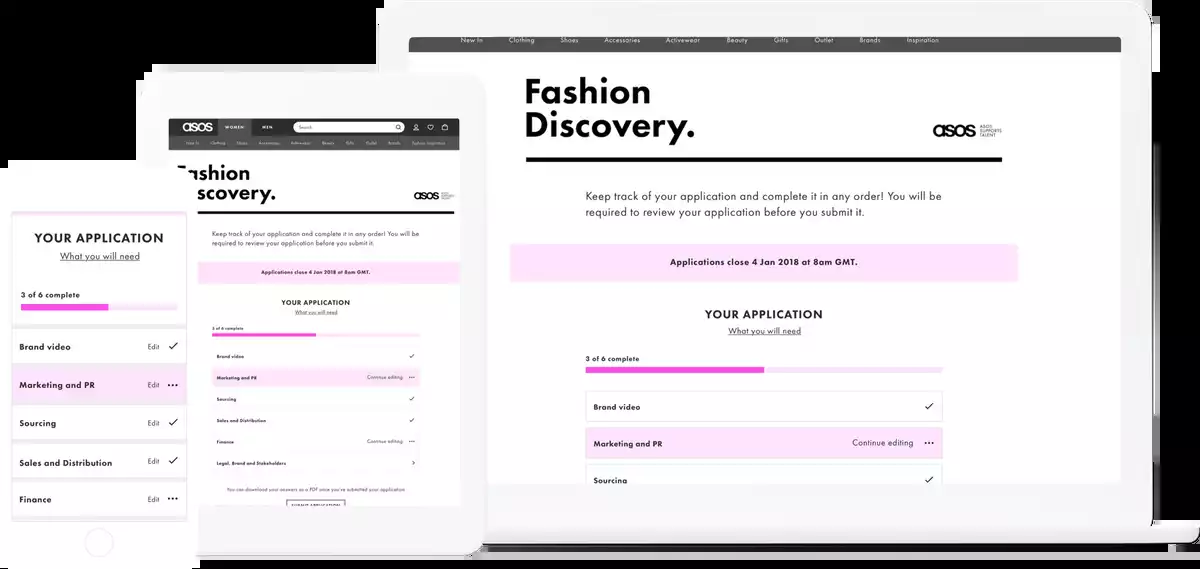 YOUR APPLICATION
What you will need
3 of 6 complete
Brand video Edit
Marketing and PR Edit
Sourcing Edit
Sales and Distribution Edit
Finance Edit
asos WOMEN MEN Search
New In Clothing Shoes Accessories Activewear Beauty Gifts Outlet Brands Fashion Inspiration
Fashion
scovery.
asos
Keep track of your application and complete it in any order! You will be
required to review your application before you submit it.
Applications close 4 Jan 2018 at 8am GMT.
YOUR APPLICATION
What you will need
3 of 6 complete
Brand video
Marketing and PR Continue editing
Sourcing
Sales and Distribution
Finance Continue editing
Legal, Brand and Stakeholders
You can download your answers as a PDF once you've submitted your application
SUBMIT APPLICATION
New In Clothing Shoes Accessories Activewear Beauty Gifts Outlet Brands Inspiration
Fashion
Discovery.
asos ASOS
SUPPORTS
TALENT
Keep track of your application and complete it in any order! You will be
required to review your application before you submit it.
Applications close 4 Jan 2018 at 8am GMT.
YOUR APPLICATION
What you will need
3 of 6 complete
Brand video
Marketing and PR Continue editing
Sourcing